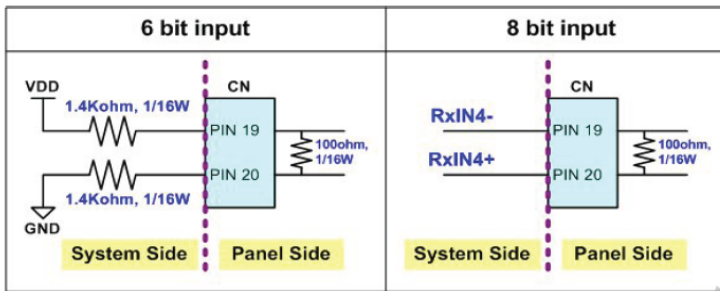 6 bit input
8 bit input
VDD
1.4Kohm, 1/16W
CN
PIN 19
100ohm,
1/16W
PIN 20
1.4Kohm, 1/16W
GND
System Side
Panel Side
CN
RxIN4-
PIN 19
100ohm,
1/16W
RxIN4+
PIN 20
System Side
Panel Side